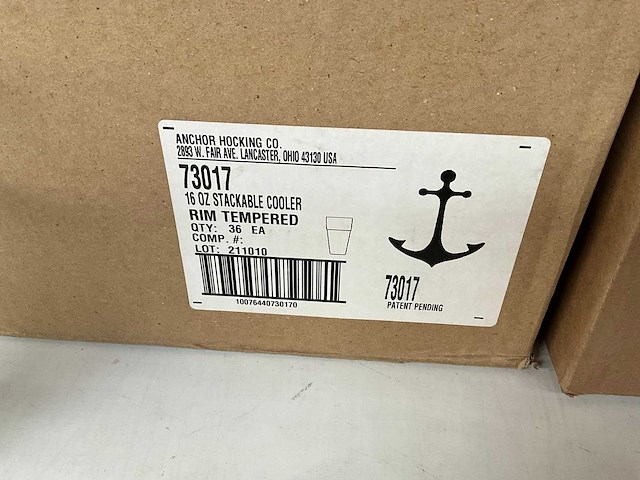 ANCHOR HOCKING CO.
2893 W. FAIR AVE. LANCASTER, OHIO 43130 USA
73017
16 OZ STACKABLE COOLER
RIM TEMPERED
QTY: 36 EA
COMP. #:
LOT: 211010
10076440730170
73017
PATENT PENDING